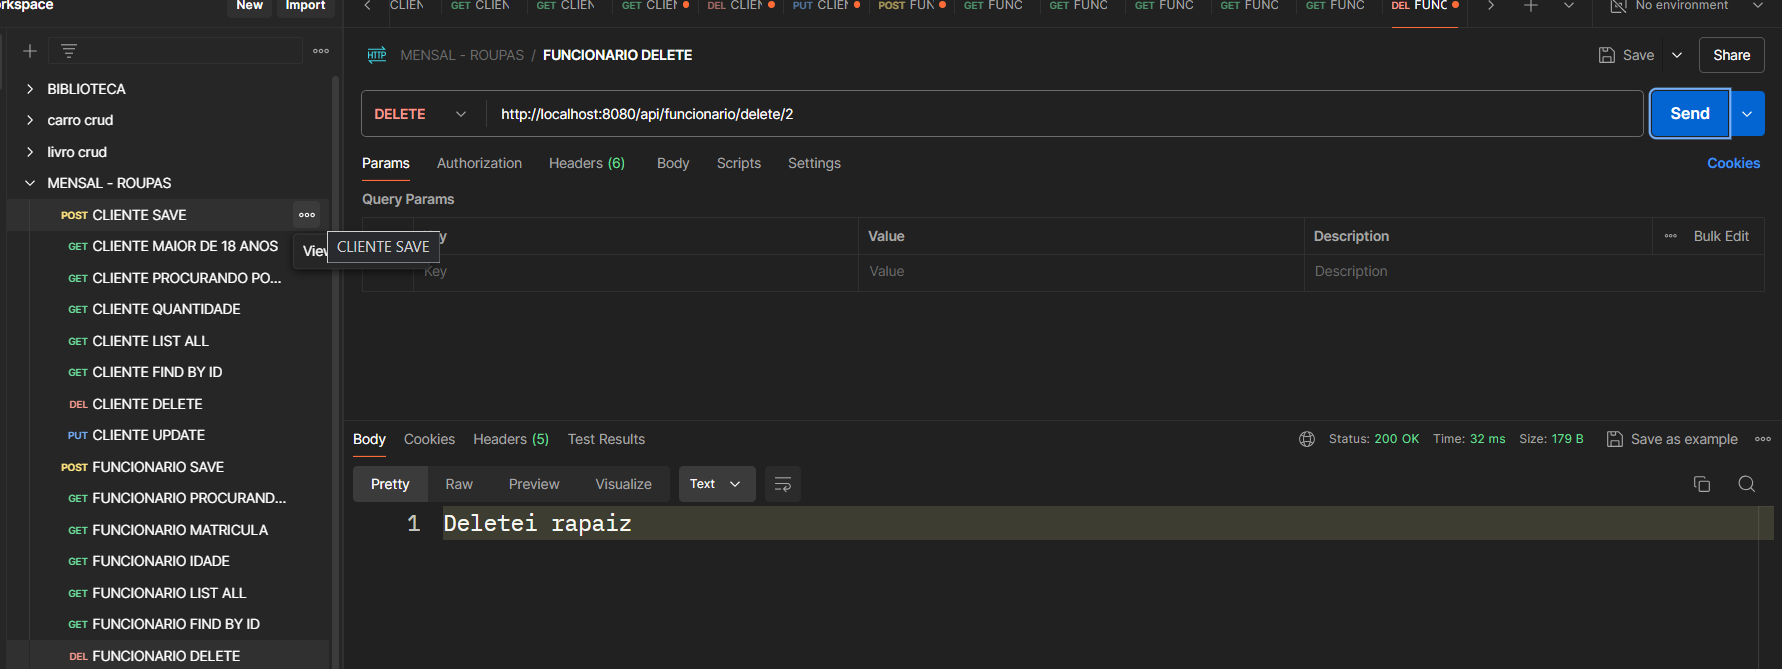 rkspace
New
Import
CLIEN
GET CLIEN
GET CLIEN
GET CLIEN
DEL CLIEN
PUT CLIEN
POST FUN
GET FUNC
GET FUNC
GET FUNC
GET FUNC
GET FUNC
DEL FUNC
No environment
HTTP MENSAL - ROUPAS / FUNCIONARIO DELETE
Save
Share
BIBLIOTECA
carro crud
livro crud
MENSAL - ROUPAS
POST CLIENTE SAVE
GET CLIENTE MAIOR DE 18 ANOS
View
CLIENTE SAVE
GET CLIENTE PROCURANDO PO...
GET CLIENTE QUANTIDADE
GET CLIENTE LIST ALL
GET CLIENTE FIND BY ID
DEL CLIENTE DELETE
PUT CLIENTE UPDATE
POST FUNCIONARIO SAVE
GET FUNCIONARIO PROCURAND...
GET FUNCIONARIO MATRICULA
GET FUNCIONARIO IDADE
GET FUNCIONARIO LIST ALL
GET FUNCIONARIO FIND BY ID
DEL FUNCIONARIO DELETE
DELETE
http://localhost:8080/api/funcionario/delete/2
Send
Params Authorization Headers (6) Body Scripts Settings
Cookies
Query Params
y Value Description Bulk Edit
Key Value Description
Body Cookies Headers (5) Test Results
Status: 200 OK Time: 32 ms Size: 179 B
Save as example
Pretty Raw Preview Visualize Text
1 Deletei rapaiz